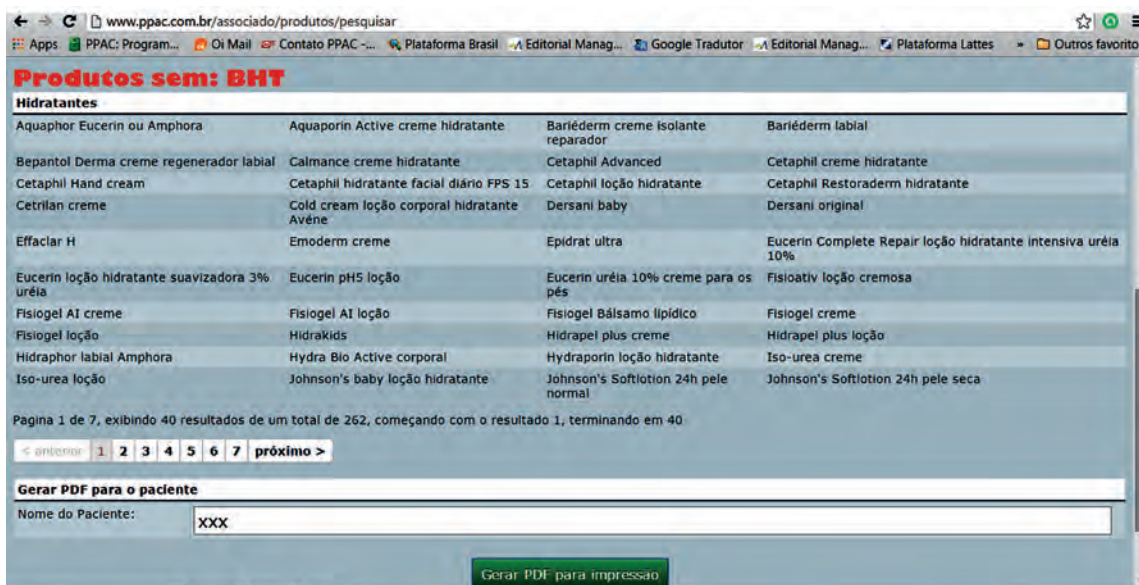 www.ppac.com.br/associado/produtos/pesquisar
Apps PPAC: Program... Oi Mail Contato PPAC -... Plataforma Brasil Editorial Manag... Google Tradutor Editorial Manag... Plataforma Lattes » Outros favorito
Produtos sem: BHT
Hidratantes
Aquaphor Eucerin ou Amphora Aquaporin Active creme hidratante Bariéderm creme isolante reparador Bariéderm labial
Bepantol Derma creme regenerador labial Calmance creme hidratante Cetaphil Advanced Cetaphil creme hidratante
Cetaphil Hand cream Cetaphil hidratante facial diário FPS 15 Cetaphil loção hidratante Cetaphil Restoraderm hidratante
Cetrilan creme Cold cream loção corporal hidratante Avéne Dersani baby Dersani original
Effaclar H Emoderm creme Epidrat ultra Eucerin Complete Repair loção hidratante intensiva uréia 10%
Eucerin loção hidratante suavizadora 3% uréia Eucerin pH5 loção Eucerin uréia 10% creme para os pés Fisioativ loção cremosa
Fisiogel AI creme Fisiogel AI loção Fisiogel Bálsamo lipídico Fisiogel creme
Fisiogel loção Hidrakids Hidrapel plus creme Hidrapel plus loção
Hidraphor labial Amphora Hydra Bio Active corporal Hydraporin loção hidratante Iso-urea creme
Iso-urea loção Johnson's baby loção hidratante Johnson's Softlotion 24h pele normal Johnson's Softlotion 24h pele seca
Pagina 1 de 7, exibindo 40 resultados de um total de 262, começando com o resultado 1, terminando em 40
< anterior 1 2 3 4 5 6 7 próximo >
Gerar PDF para o paciente
Nome do Paciente: XXX
Gerar PDF para impressão